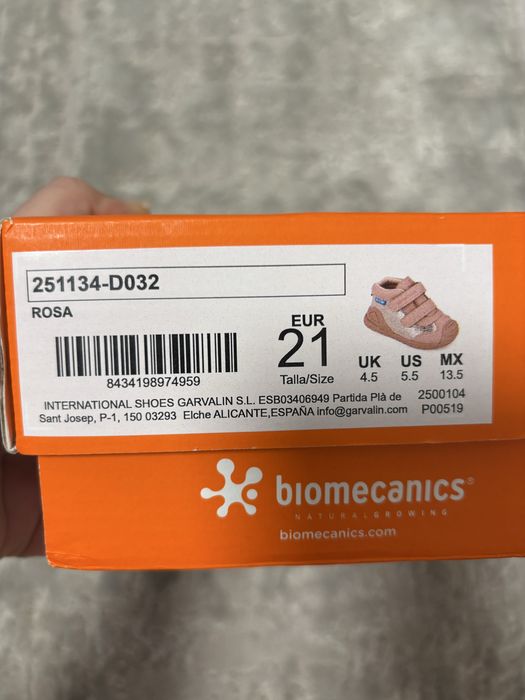 251134-D032
ROSA
8434198974959
EUR
21
Talla/Size
UK US MX
4.5 5.5 13.5
INTERNATIONAL SHOES GARVALIN S.L. ESB03406949 Partida Plà de 2500104
Sant Josep, P-1, 150 03293 Elche ALICANTE,ESPAÑA info@garvalin.com P00519
biomecanics®
NATURALGROWING
biomecanics.com